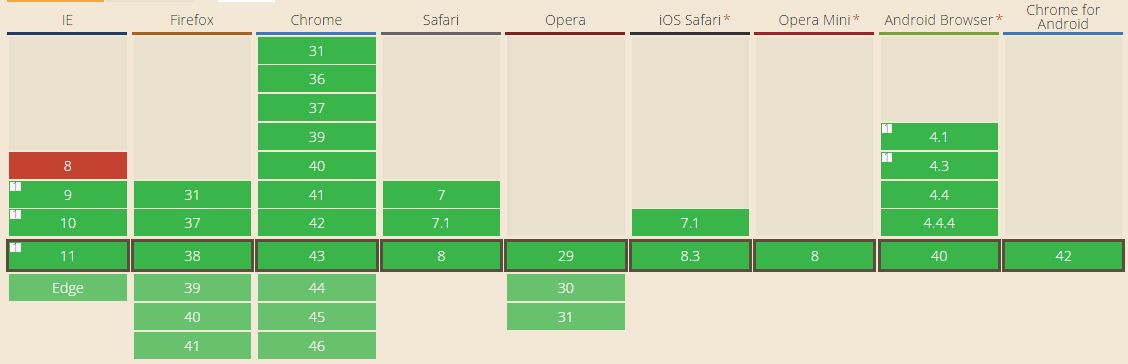 IE Firefox Chrome Safari Opera iOS Safari* Opera Mini* Android Browser* Chrome for Android
31
36
37
39 1 4.1
8 40 1 4.3
1 9 31 41 7 4.4
1 10 37 42 7.1 7.1 4.4.4
1 11 38 43 8 29 8.3 8 40 42
Edge 39 44 30
40 45 31
41 46